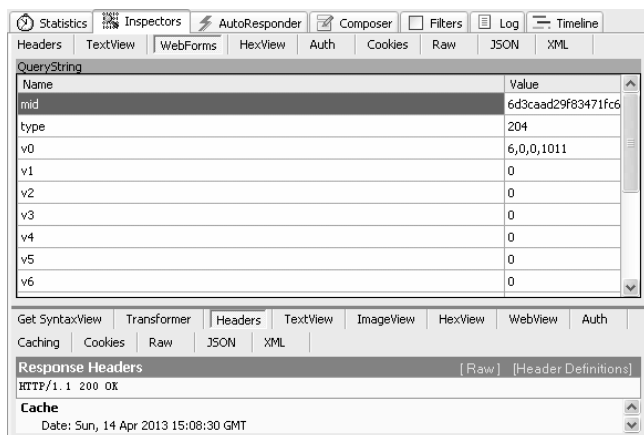 Statistics Inspectors AutoResponder Composer Filters Log Timeline
Headers TextView WebForms HexView Auth Cookies Raw JSON XML
QueryString
Name Value
mid 6d3caad29f83471fc6
type 204
v0 6,0,0,1011
v1 0
v2 0
v3 0
v4 0
v5 0
v6 0
Get SyntaxView Transformer Headers TextView ImageView HexView WebView Auth
Caching Cookies Raw JSON XML
Response Headers [Raw] [Header Definitions]
HTTP/1.1 200 OK
Cache
Date: Sun, 14 Apr 2013 15:08:30 GMT